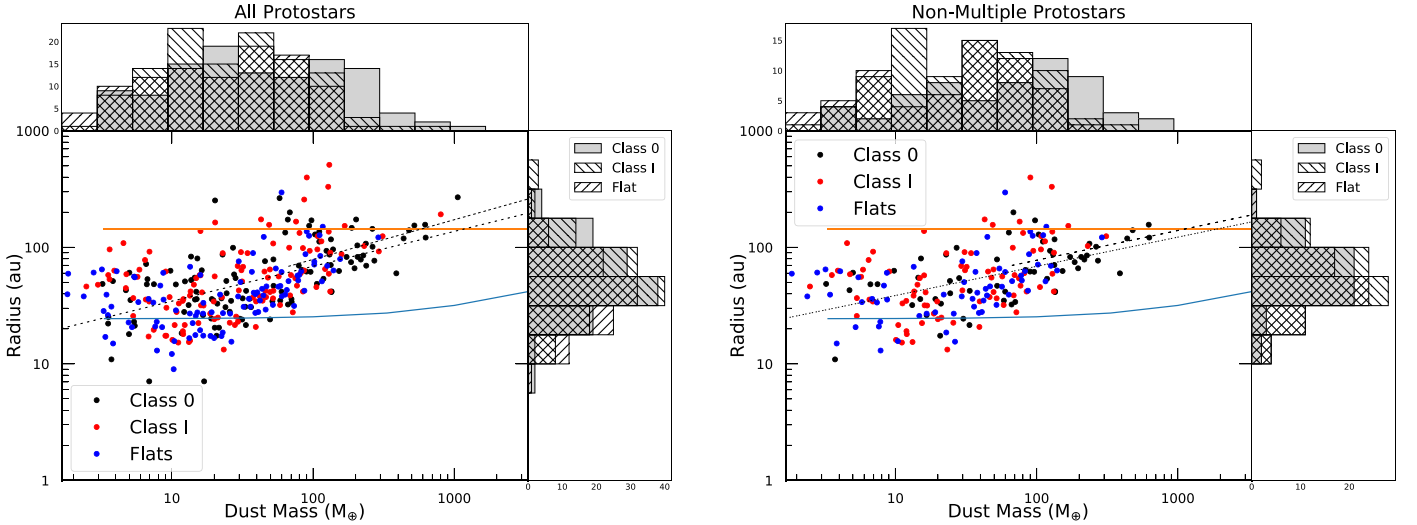 All Protostars
20
15
10
5
0
1000
100
10
1
Radius (au)
10
100
1000
Dust Mass (M⊕)
Class 0
Class I
Flats
Class 0
Class I
Flat
0
10
20
30
40
Non-Multiple Protostars
15
10
5
0
1000
100
10
1
Radius (au)
10
100
1000
Dust Mass (M⊕)
Class 0
Class I
Flats
Class 0
Class I
Flat
0
10
20